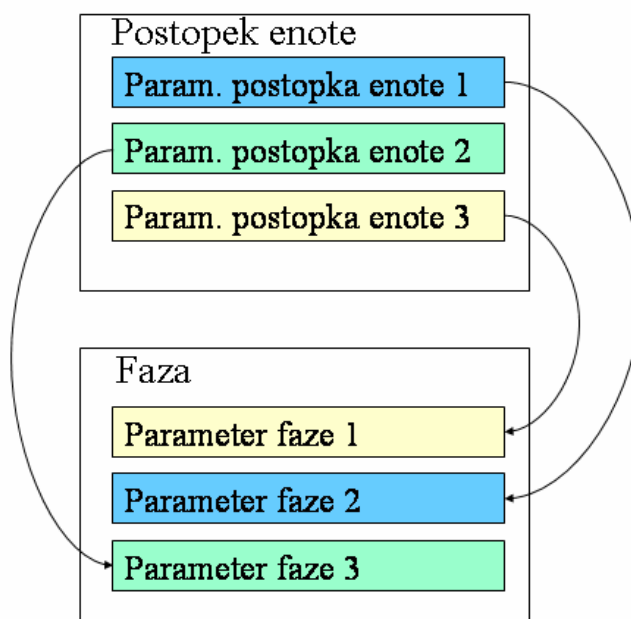 Postopek enote
Param. postopka enote 1
Param. postopka enote 2
Param. postopka enote 3
Faza
Parameter faze 1
Parameter faze 2
Parameter faze 3